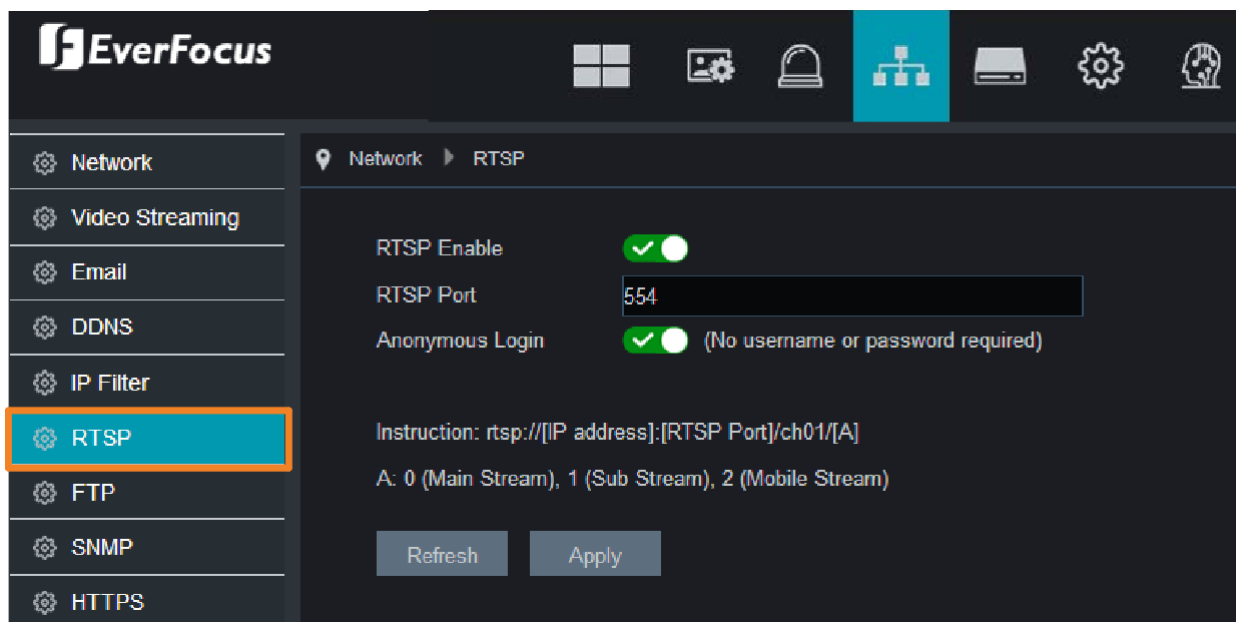 EverFocus
Network
Video Streaming
Email
DDNS
IP Filter
RTSP
FTP
SNMP
HTTPS
Network RTSP
RTSP Enable
RTSP Port 554
Anonymous Login (No username or password required)
Instruction: rtsp://[IP address]:[RTSP Port]/ch01/[A]
A: 0 (Main Stream), 1 (Sub Stream), 2 (Mobile Stream)
Refresh Apply